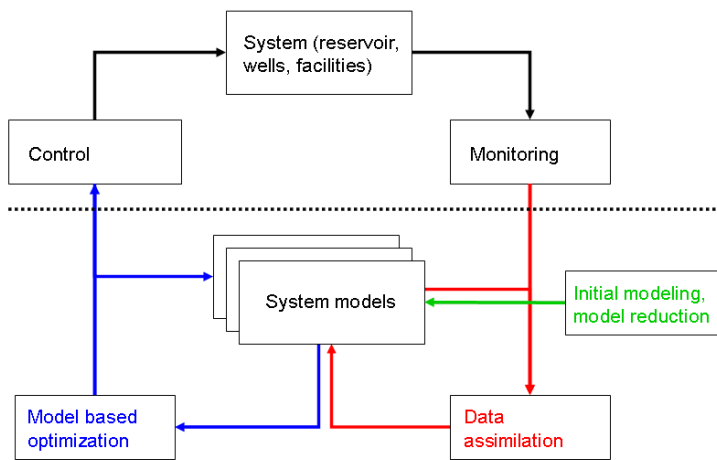 System (reservoir,
wells, facilities)
Control
Monitoring
System models
Initial modeling,
model reduction
Model based
optimization
Data
assimilation